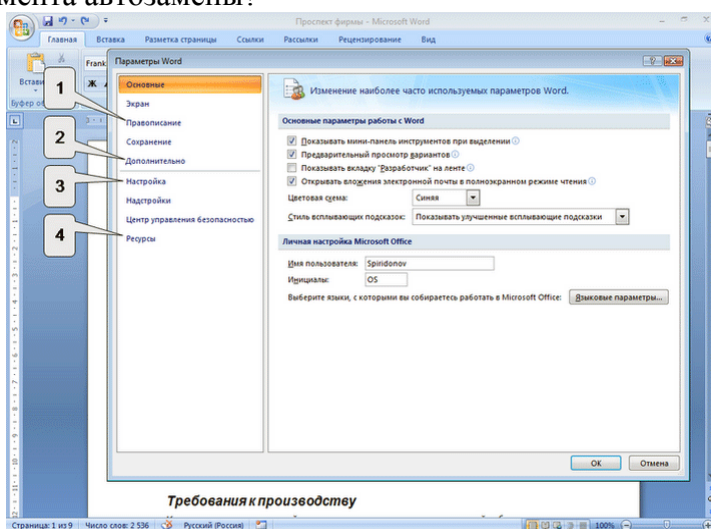 мента автозамены?
Проспект фирмы - Microsoft Word
Главная Вставка Разметка страницы Ссылки Рассылки Рецензирование Вид
Frank
Ж
Параметры Word
1
2
3
4
Основные
Экран
Правописание
Сохранение
Дополнительно
Настройка
Надстройки
Центр управления безопасностью
Ресурсы
Изменение наиболее часто используемых параметров Word.
Основные параметры работы с Word
Показывать мини-панель инструментов при выделении
Предварительный просмотр вариантов
Показывать вкладку "Разработчик" на ленте
Открывать вложения электронной почты в полноэкранном режиме чтения
Цветовая схема: Синяя
Стиль всплывающих подсказок: Показывать улучшенные всплывающие подсказки
Личная настройка Microsoft Office
Имя пользователя: Spiridonov
Инициалы: OS
Выберите языки, с которыми вы собираетесь работать в Microsoft Office: Языковые параметры...
ОК Отмена
Требования к производству
Страница: 1 из 9 Число слов: 2 536 Русский (Россия) 100%